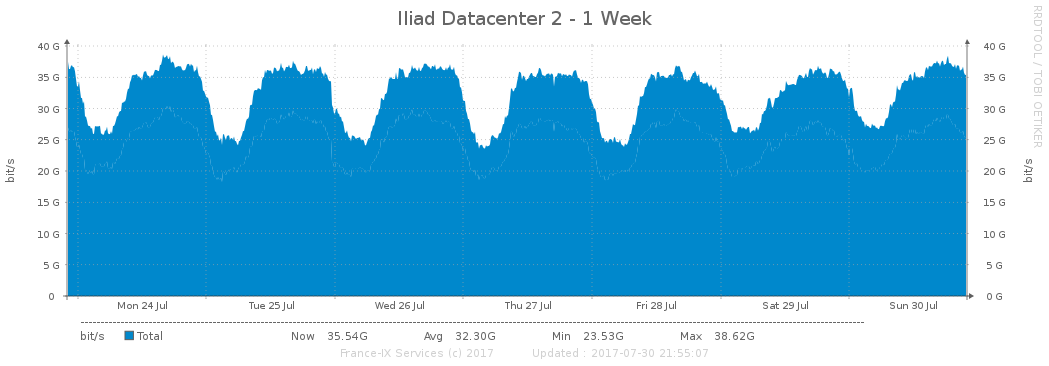 Iliad Datacenter 2 - 1 Week
RRDTOOL / TOBI OETIKER
40 G 40 G
35 G 35 G
30 G 30 G
25 G 25 G
20 G 20 G
15 G 15 G
10 G 10 G
5 G 5 G
0 0 G
bit/s bit/s
Mon 24 Jul Tue 25 Jul Wed 26 Jul Thu 27 Jul Fri 28 Jul Sat 29 Jul Sun 30 Jul
bit/s Total Now 35.54G Avg 32.30G Min 23.53G Max 38.62G
France-IX Services (c) 2017 Updated : 2017-07-30 21:55:07